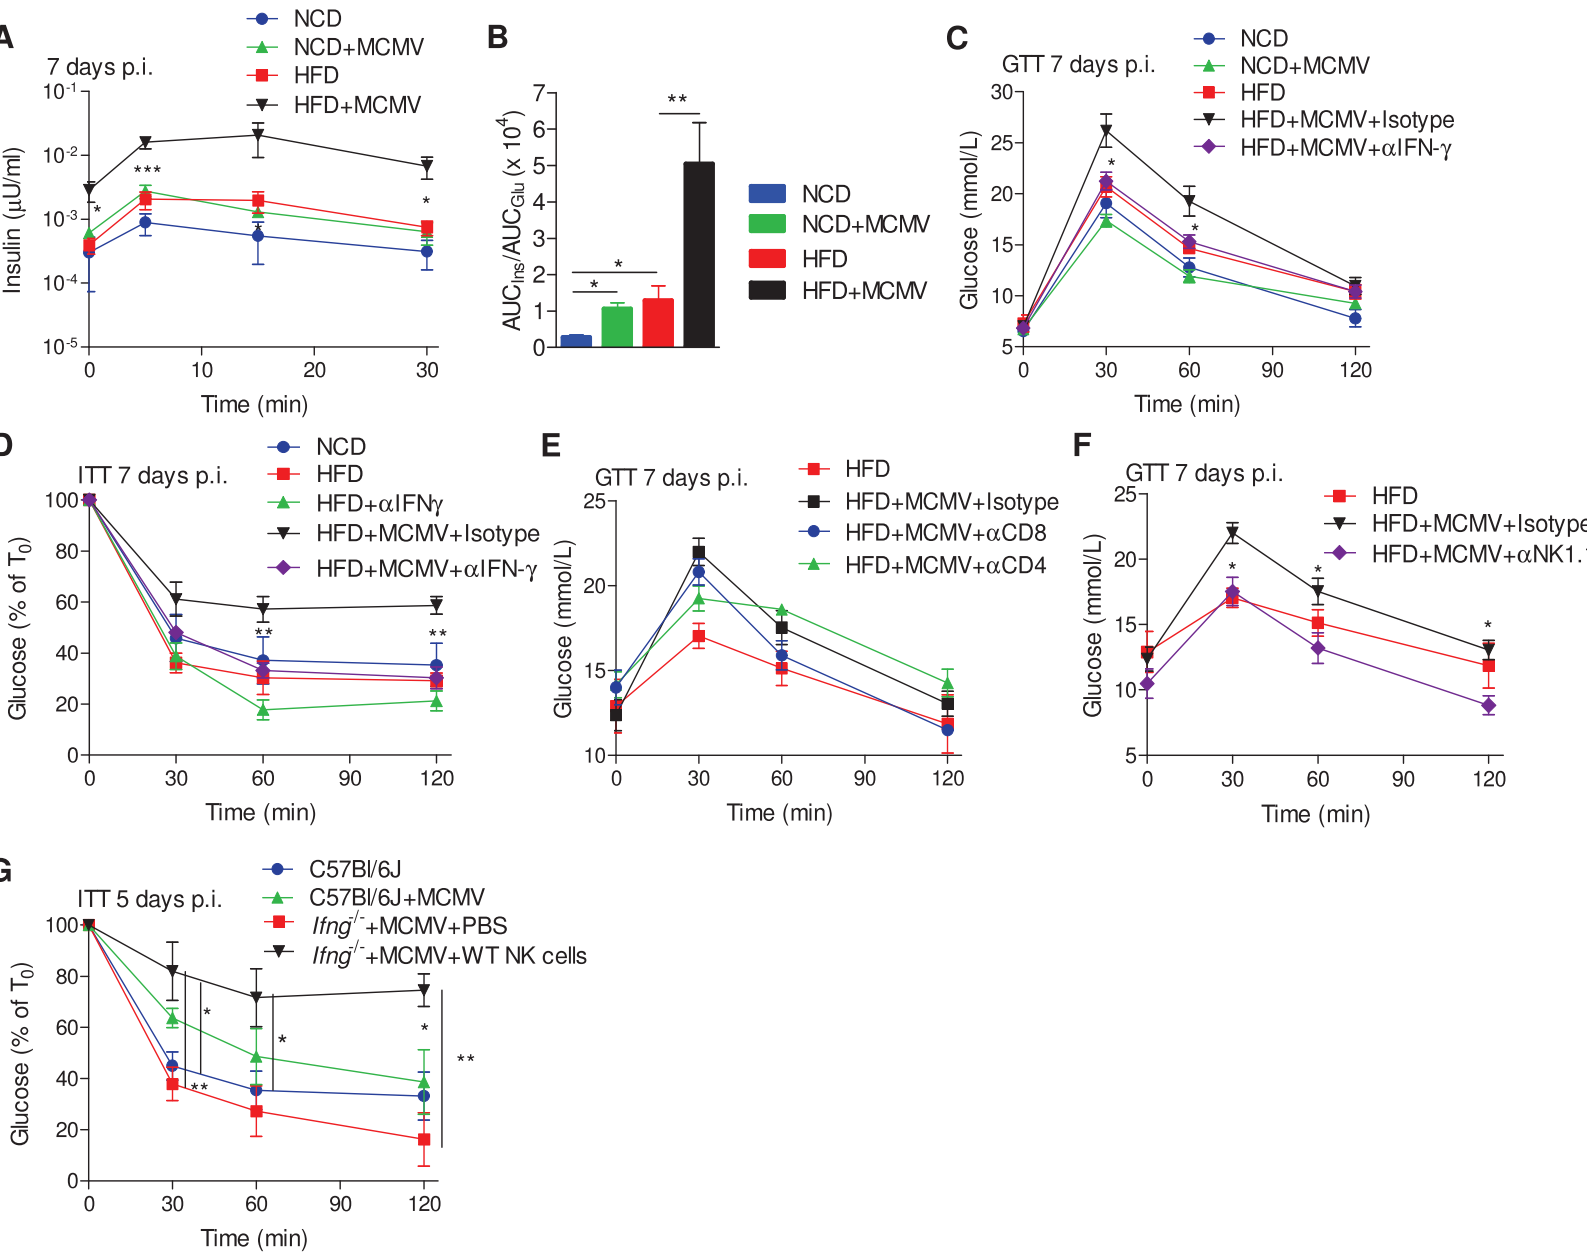 A
7 days p.i.
NCD
NCD+MCMV
HFD
HFD+MCMV
Insulin (μU/ml)
10-1
10-2
10-3
10-4
10-5
***
*
*
*
0 10 20 30
Time (min)
B
AUCIns/AUCGlu (x 104)
7
6
5
4
3
2
1
0
**
*
*
NCD
NCD+MCMV
HFD
HFD+MCMV
C
GTT 7 days p.i.
NCD
NCD+MCMV
HFD
HFD+MCMV+Isotype
HFD+MCMV+αIFN-γ
Glucose (mmol/L)
30
25
20
15
10
5
*
*
0 30 60 90 120
Time (min)
D
ITT 7 days p.i.
NCD
HFD
HFD+αIFNγ
HFD+MCMV+Isotype
HFD+MCMV+αIFN-γ
Glucose (% of T0)
100
80
60
40
20
0
**
**
0 30 60 90 120
Time (min)
E
GTT 7 days p.i.
HFD
HFD+MCMV+Isotype
HFD+MCMV+αCD8
HFD+MCMV+αCD4
Glucose (mmol/L)
25
20
15
10
0 30 60 90 120
Time (min)
F
GTT 7 days p.i.
HFD
HFD+MCMV+Isotype
HFD+MCMV+αNK1.1
Glucose (mmol/L)
25
20
15
10
5
*
*
*
0 30 60 90 120
Time (min)
G
ITT 5 days p.i.
C57Bl/6J
C57Bl/6J+MCMV
Ifng-/-+MCMV+PBS
Ifng-/-+MCMV+WT NK cells
Glucose (% of T0)
100
80
60
40
20
0
*
**
*
*
**
0 30 60 90 120
Time (min)